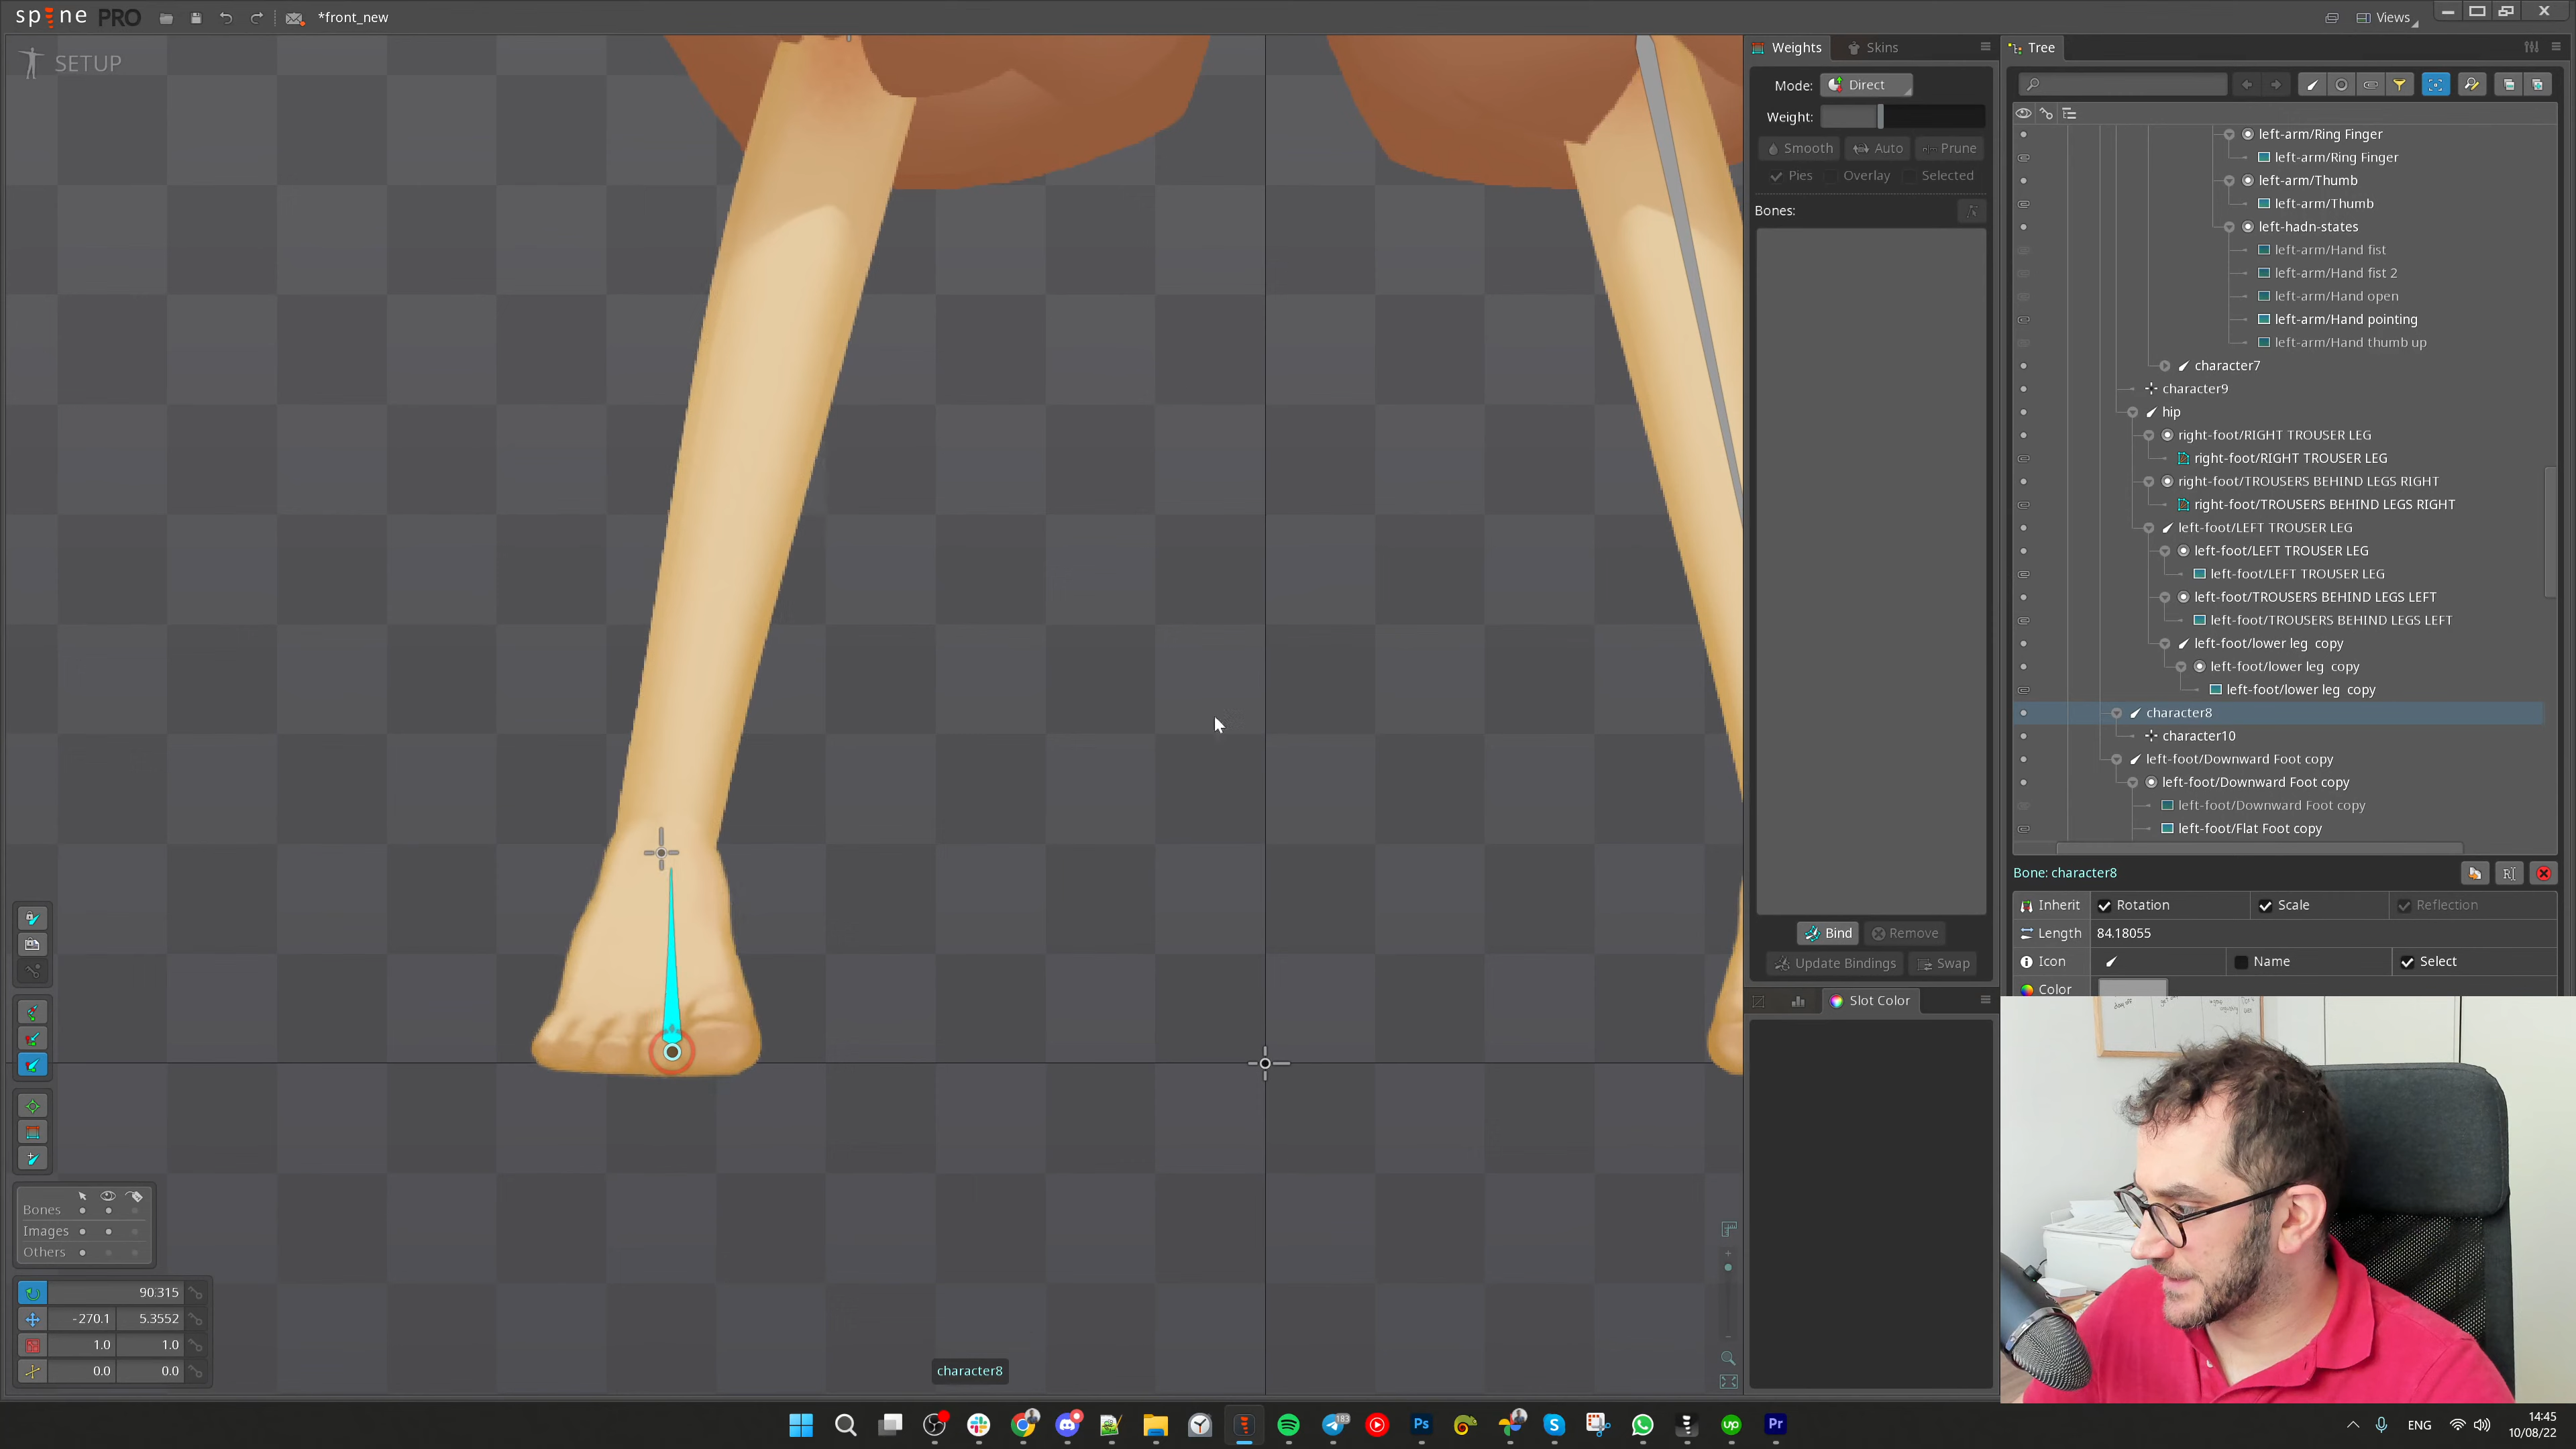 spine PRO
*front_new
Views
SETUP
Weights
Skins
Mode:
Direct
Weight:
Smooth
Auto
Prune
Pies
Overlay
Selected
Bones:
Bind
Remove
Update Bindings
Swap
Slot Color
Tree
left-arm/Ring Finger
left-arm/Ring Finger
left-arm/Thumb
left-arm/Thumb
left-hadn-states
left-arm/Hand fist
left-arm/Hand fist 2
left-arm/Hand open
left-arm/Hand pointing
left-arm/Hand thumb up
character7
character9
hip
right-foot/RIGHT TROUSER LEG
right-foot/RIGHT TROUSER LEG
right-foot/TROUSERS BEHIND LEGS RIGHT
right-foot/TROUSERS BEHIND LEGS RIGHT
left-foot/LEFT TROUSER LEG
left-foot/LEFT TROUSER LEG
left-foot/LEFT TROUSER LEG
left-foot/TROUSERS BEHIND LEGS LEFT
left-foot/TROUSERS BEHIND LEGS LEFT
left-foot/lower leg copy
left-foot/lower leg copy
left-foot/lower leg copy
character8
character10
left-foot/Downward Foot copy
left-foot/Downward Foot copy
left-foot/Downward Foot copy
left-foot/Flat Foot copy
Bone: character8
Inherit
Rotation
Scale
Reflection
Length
84.18055
Icon
Name
Select
Color
Bones
Images
Others
90.315
-270.1
5.3552
1.0
1.0
0.0
0.0
character8
183
Ps
up
Pr
ENG
14:45
10/08/22